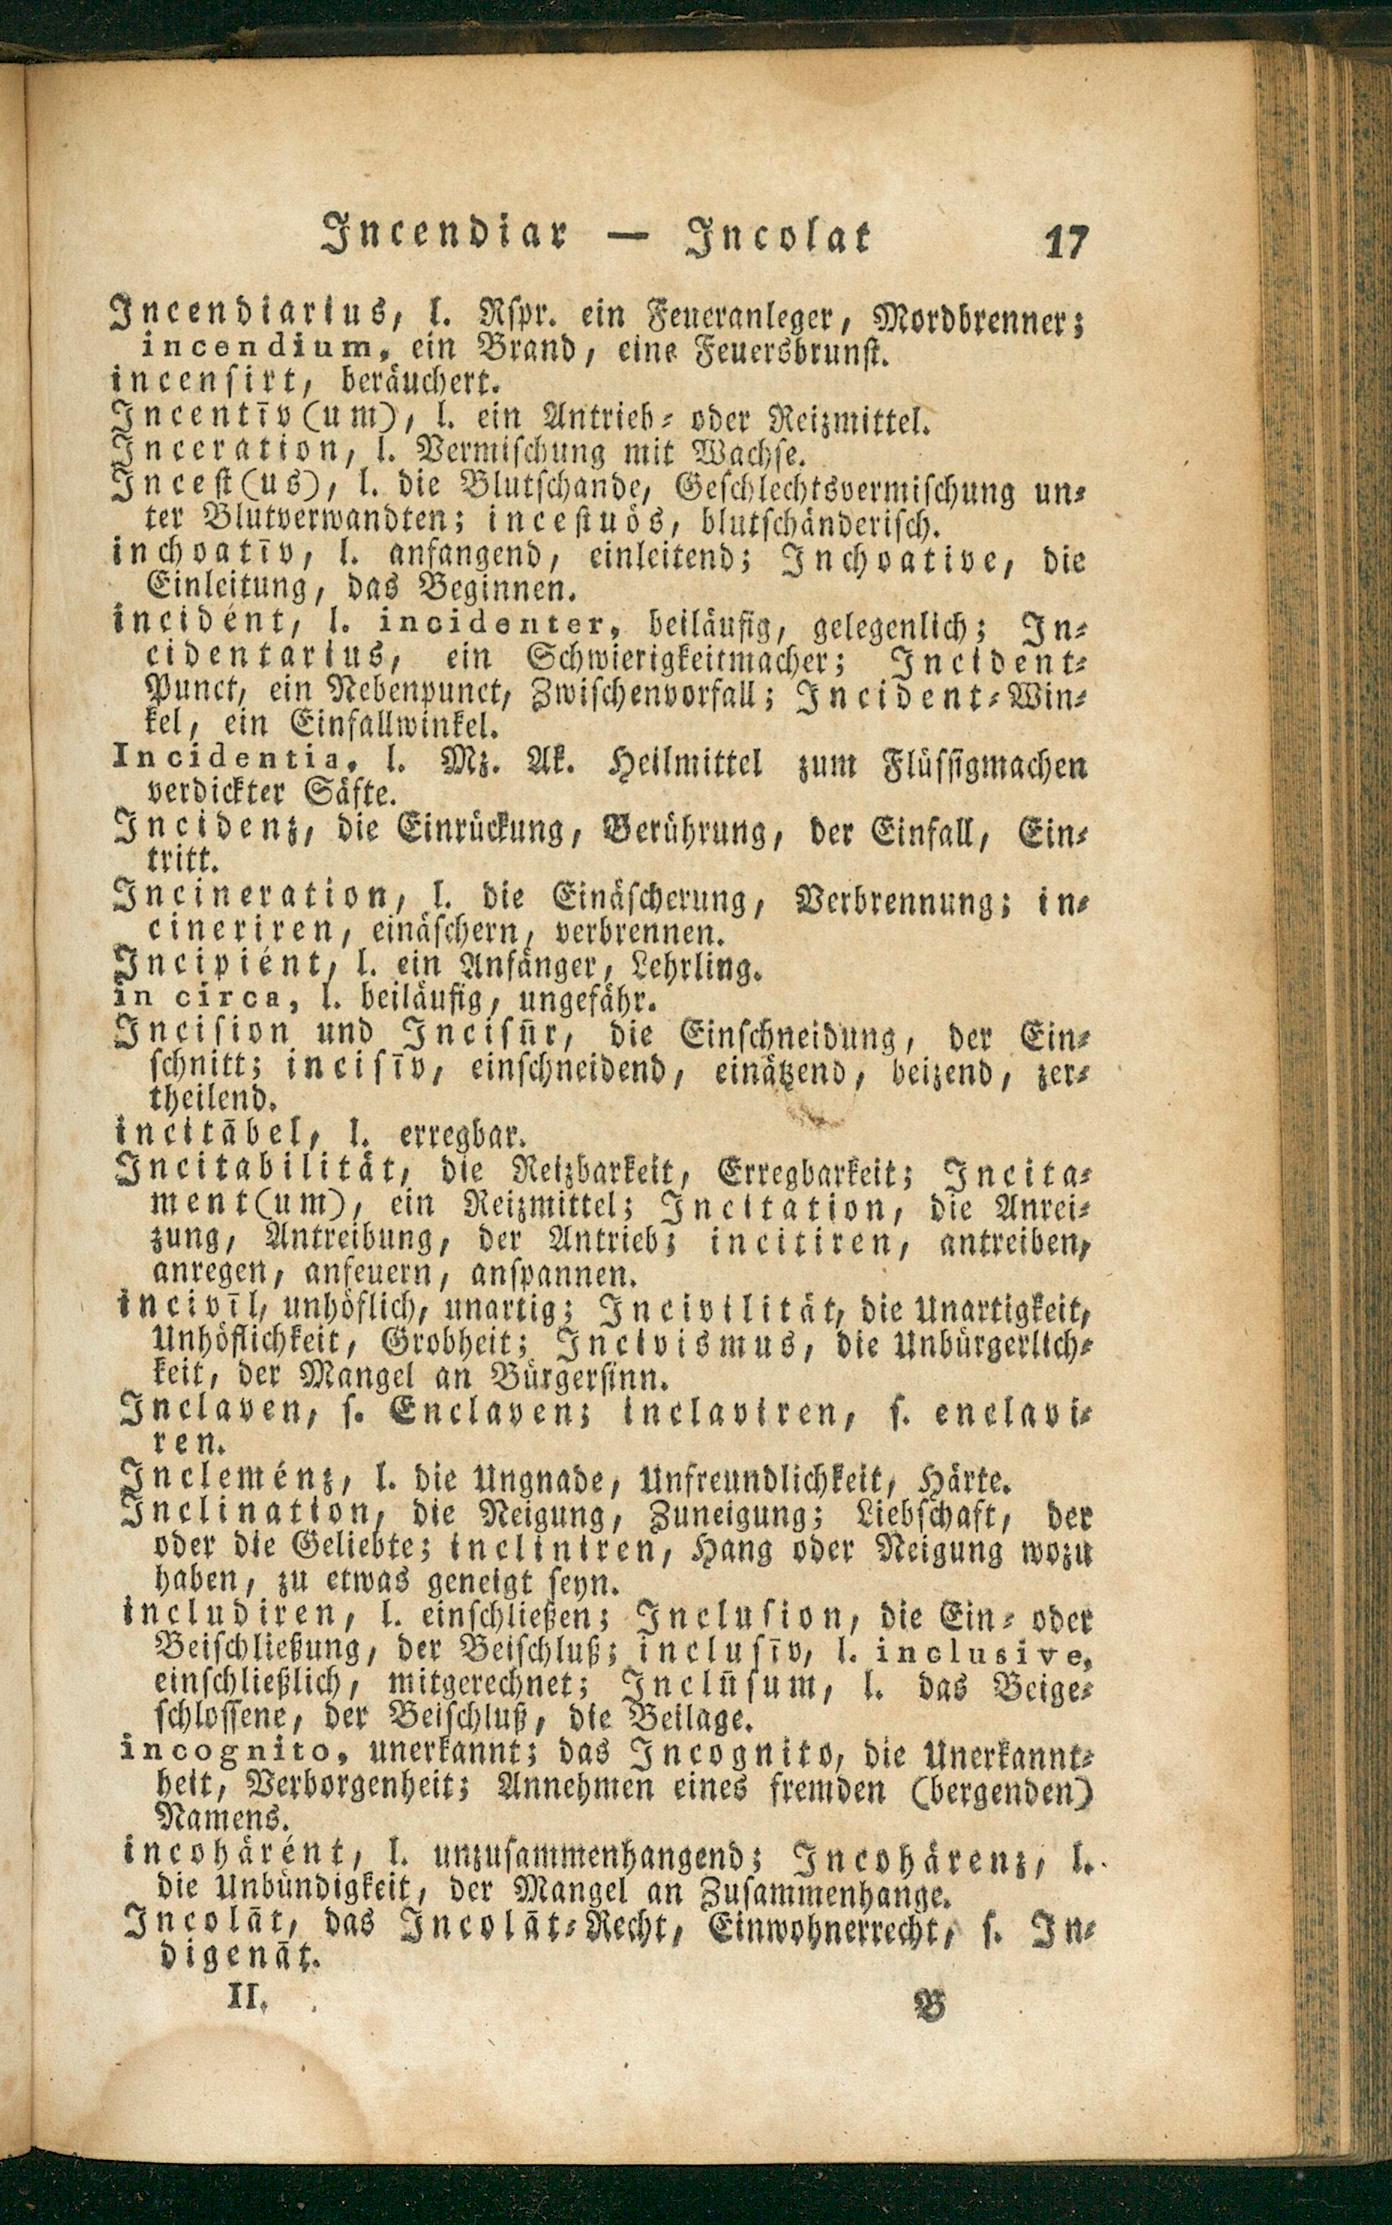 Incendiar — Incolat 17
Incendiarius, l. Rspr. ein Feueranleger, Mordbrenner;
incendium, ein Brand, eine Feuersbrunst.
incensirt, beräuchert.
Incentīv(um), l. ein Antrieb- oder Reizmittel.
Inceration, l. Vermischung mit Wachse.
Incest(us), l. die Blutschande, Geschlechtsvermischung un-
ter Blutverwandten; incestuös, blutschänderisch.
inchoatīv, l. anfangend, einleitend; Inchoative, die
Einleitung, das Beginnen.
incidént, l. incidenter, beiläufig, gelegenlich; In-
cidentarius, ein Schwierigkeitmacher; Incident-
Punct, ein Nebenpunct, Zwischenvorfall; Incident-Win-
kel, ein Einfallwinkel.
Incidentia, l. Mz. Ak. Heilmittel zum Flüssigmachen
verdickter Säfte.
Incidenz, die Einrückung, Berührung, der Einfall, Ein-
tritt.
Incineration, l. die Einäscherung, Verbrennung; in-
cineriren, einäschern, verbrennen.
Incipiént, l. ein Anfänger, Lehrling.
in circa, l. beiläufig, ungefähr.
Incision und Incisūr, die Einschneidung, der Ein-
schnitt; incisīv, einschneidend, einätzend, beizend, zer-
theilend.
incitābel, l. erregbar.
Incitabilität, die Reizbarkeit, Erregbarkeit; Incita-
ment(um), ein Reizmittel; Incitation, die Anrei-
zung, Antreibung, der Antrieb; incitiren, antreiben,
anregen, anfeuern, anspannen.
incivīl, unhöflich, unartig; Incivilität, die Unartigkeit,
Unhöflichkeit, Grobheit; Incivismus, die Unbürgerlich-
keit, der Mangel an Bürgersinn.
Inclaven, s. Enclaven; inclaviren, s. enclavi-
ren.
Incleménz, l. die Ungnade, Unfreundlichkeit, Härte.
Inclination, die Neigung, Zuneigung; Liebschaft, der
oder die Geliebte; incliniren, Hang oder Neigung wozu
haben, zu etwas geneigt seyn.
includiren, l. einschließen; Inclusion, die Ein- oder
Beischließung, der Beischluß; inclusīv, l. inclusive,
einschließlich, mitgerechnet; Inclūsum, l. das Beige-
schlossene, der Beischluß, die Beilage.
incognito, unerkannt; das Incognito, die Unerkannt-
heit, Verborgenheit; Annehmen eines fremden (bergenden)
Namens.
incohärént, l. unzusammenhangend; Incohärenz, l.
die Unbündigkeit, der Mangel an Zusammenhange.
Incolāt, das Incolāt-Recht, Einwohnerrecht, s. In-
digenāt.
II. B